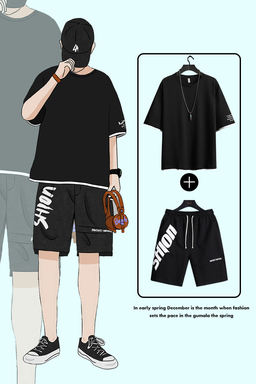 SHION
SHION
In early spring December is the month when fashion
sets the pace in the gumala the spring